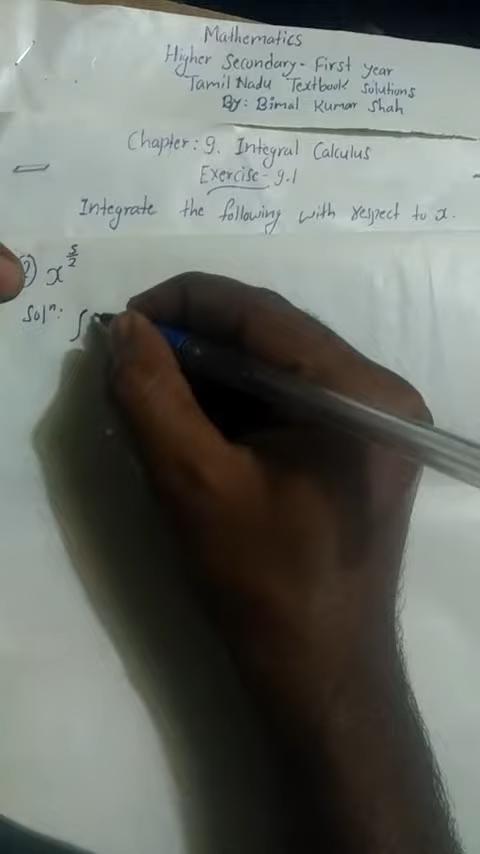 Mathematics
Higher Secondary - First year
Tamil Nadu Textbook Solutions
By: Bimal Kumar Shah
Chapter: 9. Integral Calculus
Exercise - 9.1
Integrate the following with respect to x.
2) x^{5/2}
Solⁿ: ∫